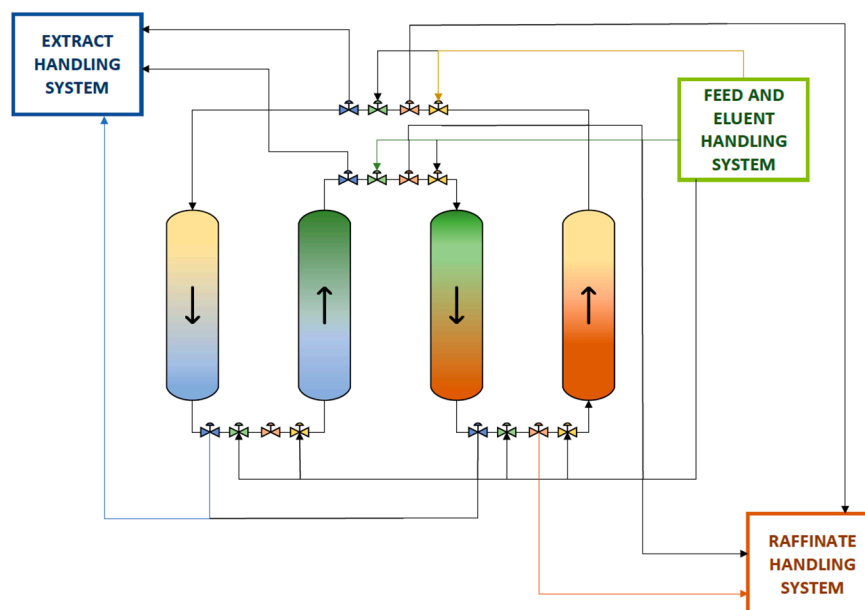 EXTRACT
HANDLING
SYSTEM
FEED AND
ELUENT
HANDLING
SYSTEM
RAFFINATE
HANDLING
SYSTEM